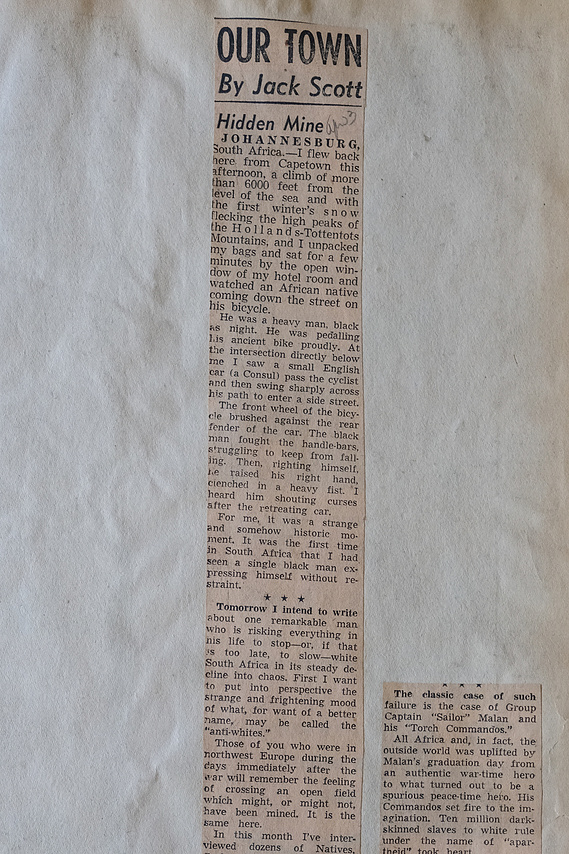 OUR TOWN
By Jack Scott
Hidden Mine
JOHANNESBURG,
South Africa.—I flew back
here from Capetown this
afternoon, a climb of more
than 6000 feet from the
level of the sea and with
the first winter's snow
flecking the high peaks of
the Hollands-Tottentots
Mountains, and I unpacked
my bags and sat for a few
minutes by the open win-
dow of my hotel room and
watched an African native
coming down the street on
his bicycle.
He was a heavy man, black
as night. He was pedalling
his ancient bike proudly. At
the intersection directly below
me I saw a small English
car (a Consul) pass the cyclist
and then swing sharply across
his path to enter a side street.
The front wheel of the bicy-
cle brushed against the rear
fender of the car. The black
man fought the handle-bars,
struggling to keep from fall-
ing. Then, righting himself,
he raised his right hand,
clenched in a heavy fist. I
heard him shouting curses
after the retreating car.
For me, it was a strange
and somehow historic mo-
ment. It was the first time
in South Africa that I had
seen a single black man ex-
pressing himself without re-
straint.
★ ★ ★
Tomorrow I intend to write
about one remarkable man
who is risking everything in
his life to stop—or, if that
is too late, to slow—white
South Africa in its steady de-
cline into chaos. First I want
to put into perspective the
strange and frightening mood
of what, for want of a better
name, may be called the
"anti-whites."
Those of you who were in
northwest Europe during the
days immediately after the
war will remember the feeling
of crossing an open field
which might, or might not,
have been mined. It is the
same here.
In this month I've inter-
viewed dozens of Natives,
★ ★ ★
The classic case of such
failure is the case of Group
Captain "Sailor" Malan and
his "Torch Commandos."
All Africa and, in fact, the
outside world was uplifted by
Malan's graduation day from
an authentic war-time hero
to what turned out to be a
spurious peace-time hero. His
Commandos set fire to the im-
agination. Ten million dark-
skinned slaves to white rule
under the name of "apar-
theid" took heart